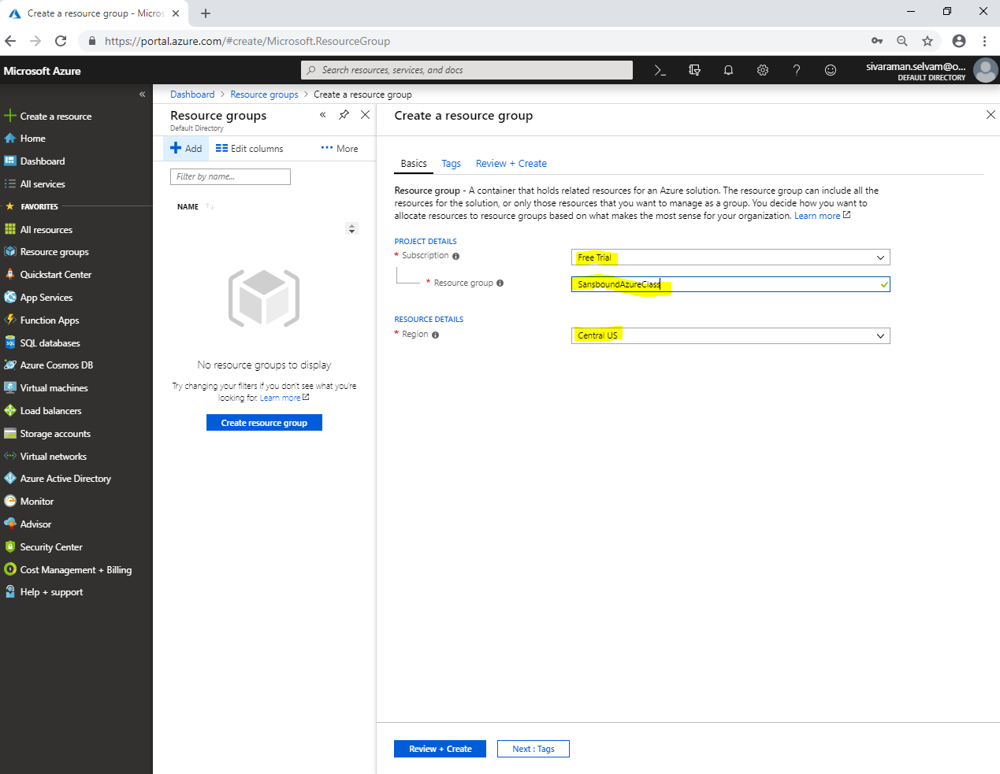 Create a resource group - Micros
https://portal.azure.com/#create/Microsoft.ResourceGroup
Microsoft Azure
Search resources, services, and docs
sivaraman.selvam@o...
DEFAULT DIRECTORY
Create a resource
Home
Dashboard
All services
FAVORITES
All resources
Resource groups
Quickstart Center
App Services
Function Apps
SQL databases
Azure Cosmos DB
Virtual machines
Load balancers
Storage accounts
Virtual networks
Azure Active Directory
Monitor
Advisor
Security Center
Cost Management + Billing
Help + support
Dashboard > Resource groups > Create a resource group
Resource groups
Default Directory
Add
Edit columns
More
Filter by name...
NAME
No resource groups to display
Try changing your filters if you don't see what you're
looking for. Learn more
Create resource group
Create a resource group
Basics
Tags
Review + Create
Resource group - A container that holds related resources for an Azure solution. The resource group can include all the
resources for the solution, or only those resources that you want to manage as a group. You decide how you want to
allocate resources to resource groups based on what makes the most sense for your organization. Learn more
PROJECT DETAILS
* Subscription
Free Trial
* Resource group
SansboundAzureClass
RESOURCE DETAILS
* Region
Central US
Review + Create
Next : Tags